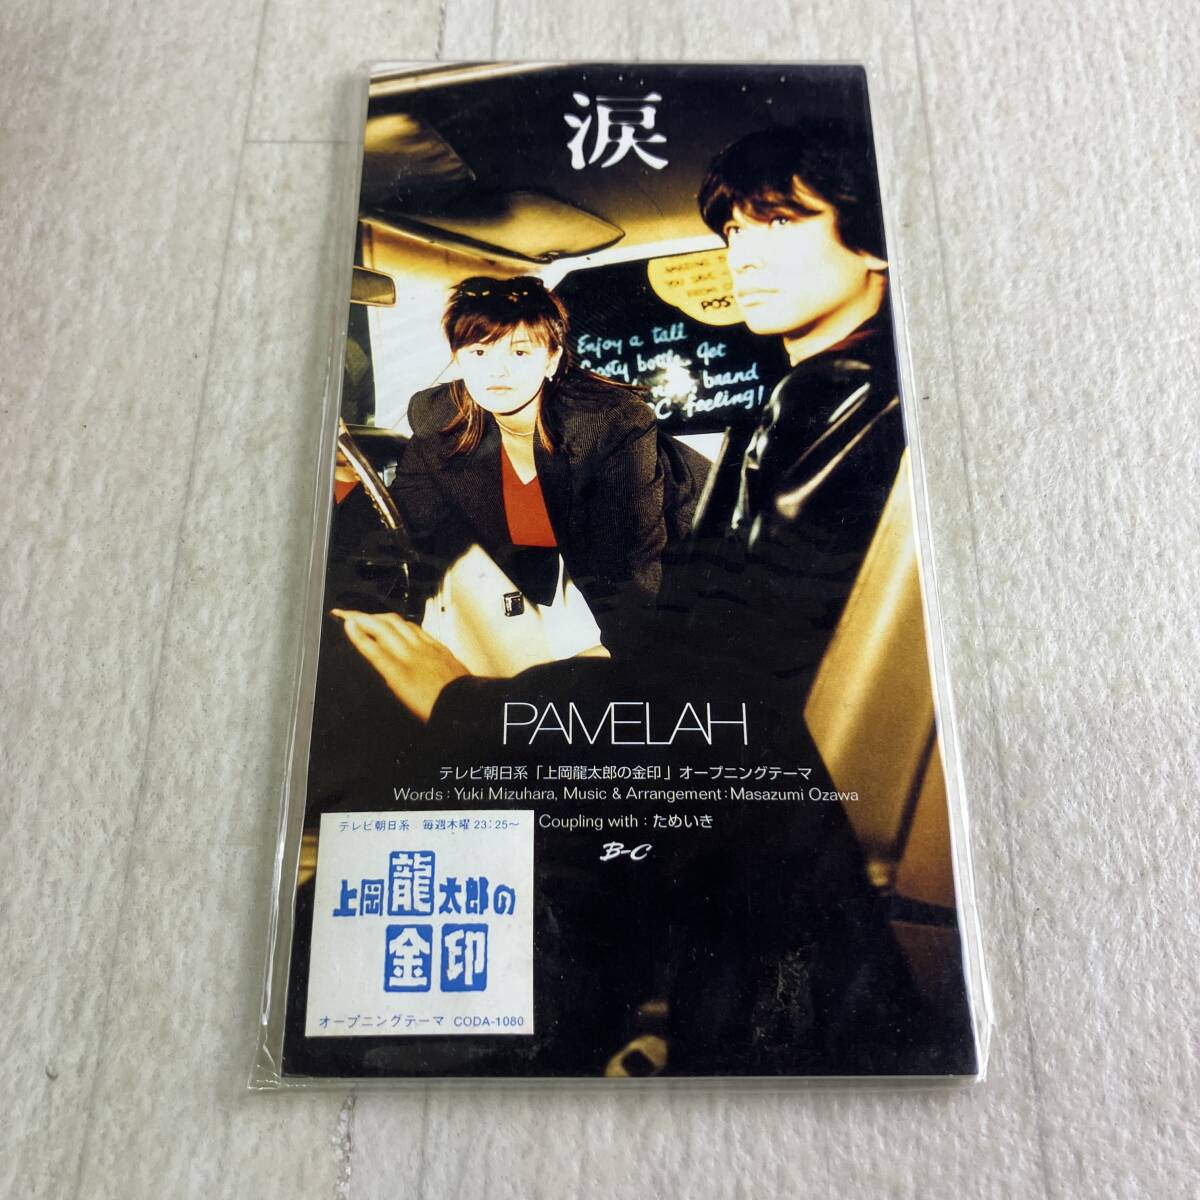 涙
POST
Enjoy a tall
frosty bottle get
brand
feeling!
PAMELAH
テレビ朝日系「上岡龍太郎の金印」オープニングテーマ
Words : Yuki Mizuhara, Music & Arrangement : Masazumi Ozawa
Coupling with : ためいき
B-C
テレビ朝日系 毎週木曜 23:25〜
上岡龍太郎の
金印
オープニングテーマ CODA-1080